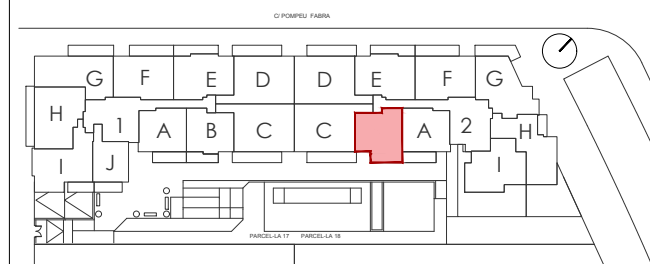 C/ POMPEU FABRA
G F E D D E F G
H 1 A B C C A 2 H
I J I
PARCEL·LA 17 PARCEL·LA 18